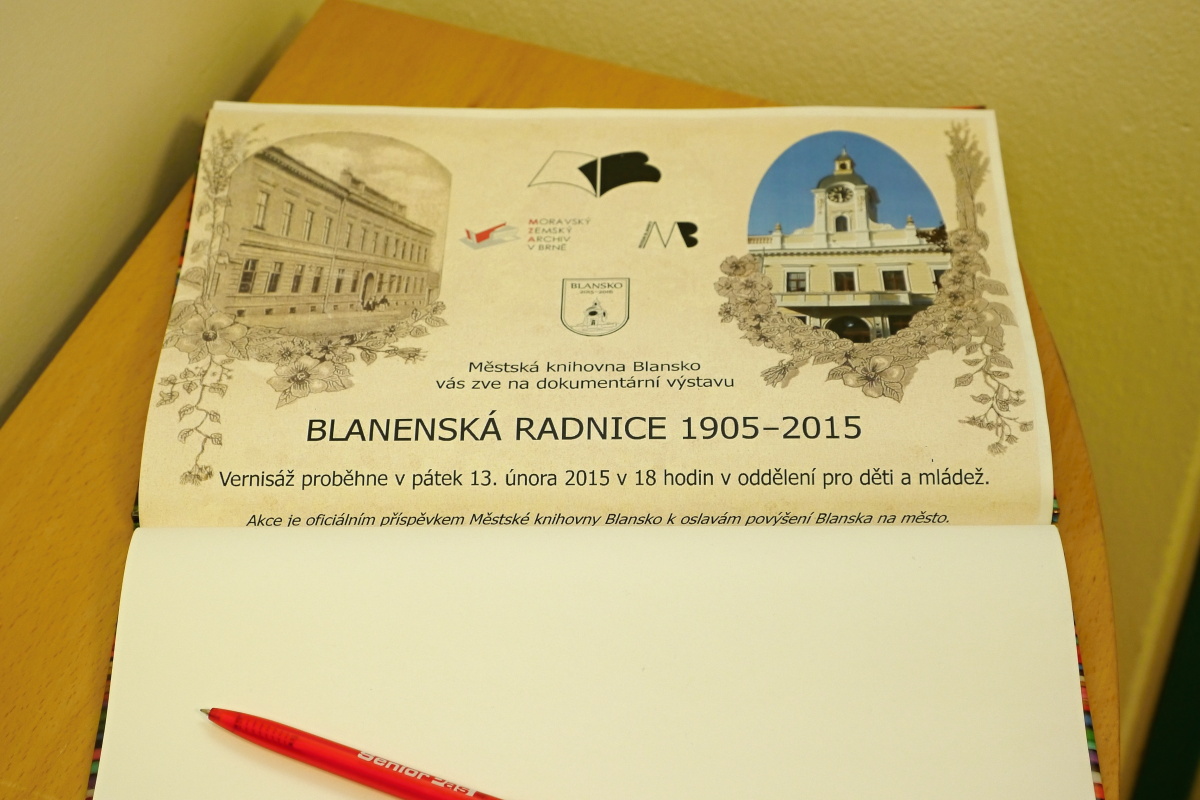 MORAVSKÝ
ZEMSKÝ
ARCHIV
V BRNĚ
BLANSKO
Městská knihovna Blansko
vás zve na dokumentární výstavu
BLANENSKÁ RADNICE 1905–2015
Vernisáž proběhne v pátek 13. února 2015 v 18 hodin v oddělení pro děti a mládež.
Akce je oficiálním příspěvkem Městské knihovny Blansko k oslavám povýšení Blanska na město.
Senior Pas